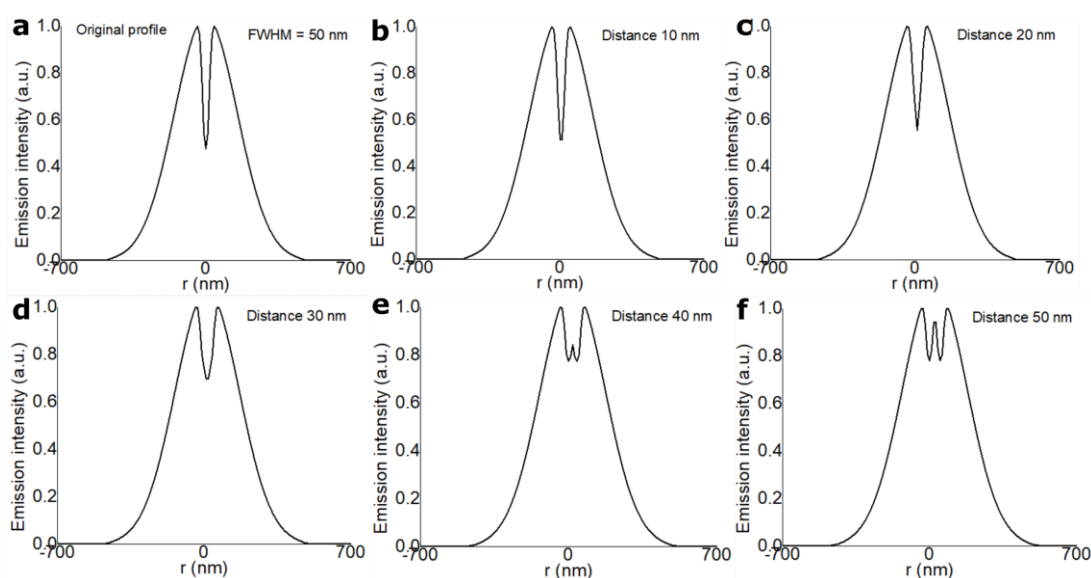 a
Original profile
FWHM = 50 nm
Emission intensity (a.u.)
1.0
0.8
0.6
0.4
0.2
0.0
-700
0
700
r (nm)
b
Distance 10 nm
Emission intensity (a.u.)
1.0
0.8
0.6
0.4
0.2
0.0
-700
0
700
r (nm)
c
Distance 20 nm
Emission intensity (a.u.)
1.0
0.8
0.6
0.4
0.2
0.0
-700
0
700
r (nm)
d
Distance 30 nm
Emission intensity (a.u.)
1.0
0.8
0.6
0.4
0.2
0.0
-700
0
700
r (nm)
e
Distance 40 nm
Emission intensity (a.u.)
1.0
0.8
0.6
0.4
0.2
0.0
-700
0
700
r (nm)
f
Distance 50 nm
Emission intensity (a.u.)
1.0
0.8
0.6
0.4
0.2
0.0
-700
0
700
r (nm)